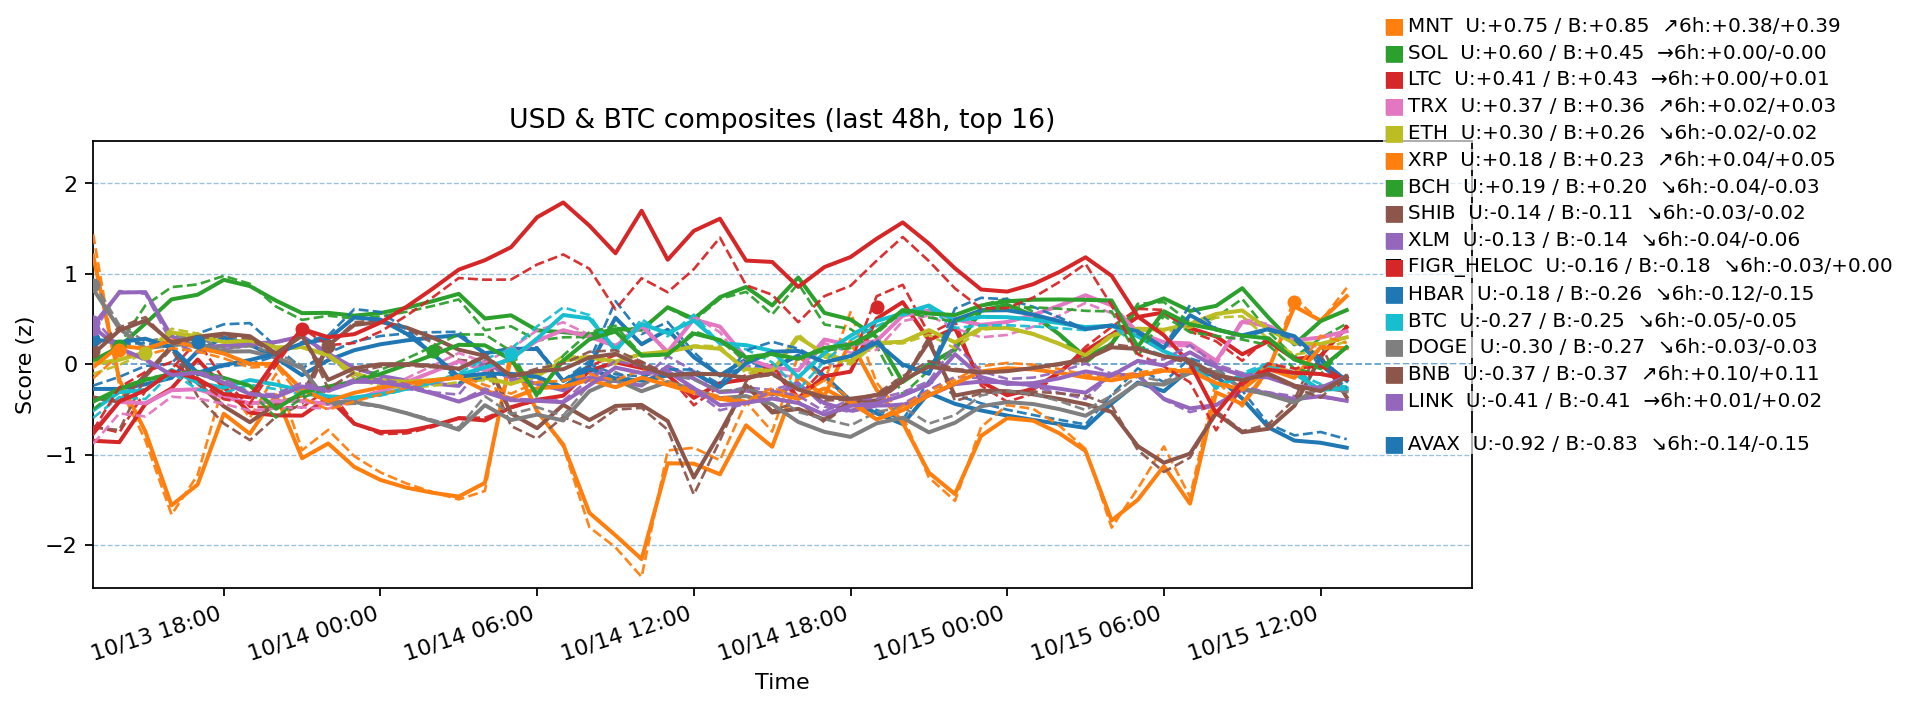 MNT U:+0.75 / B:+0.85 ↗6h:+0.38/+0.39
SOL U:+0.60 / B:+0.45 →6h:+0.00/-0.00
LTC U:+0.41 / B:+0.43 →6h:+0.00/+0.01
TRX U:+0.37 / B:+0.36 ↗6h:+0.02/+0.03
ETH U:+0.30 / B:+0.26 ↘6h:-0.02/-0.02
XRP U:+0.18 / B:+0.23 ↗6h:+0.04/+0.05
BCH U:+0.19 / B:+0.20 ↘6h:-0.04/-0.03
SHIB U:-0.14 / B:-0.11 ↘6h:-0.03/-0.02
XLM U:-0.13 / B:-0.14 ↘6h:-0.04/-0.06
FIGR_HELOC U:-0.16 / B:-0.18 ↘6h:-0.03/+0.00
HBAR U:-0.18 / B:-0.26 ↘6h:-0.12/-0.15
BTC U:-0.27 / B:-0.25 ↘6h:-0.05/-0.05
DOGE U:-0.30 / B:-0.27 ↘6h:-0.03/-0.03
BNB U:-0.37 / B:-0.37 ↗6h:+0.10/+0.11
LINK U:-0.41 / B:-0.41 →6h:+0.01/+0.02
AVAX U:-0.92 / B:-0.83 ↘6h:-0.14/-0.15
USD & BTC composites (last 48h, top 16)
Score (z)
2
1
0
−1
−2
10/13 18:00
10/14 00:00
10/14 06:00
10/14 12:00
10/14 18:00
10/15 00:00
10/15 06:00
10/15 12:00
Time